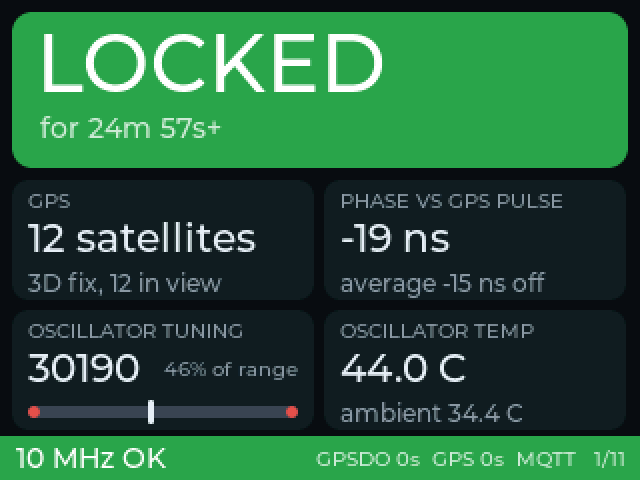 LOCKED
for 24m 57s+
GPS
12 satellites
3D fix, 12 in view
PHASE VS GPS PULSE
-19 ns
average -15 ns off
OSCILLATOR TUNING
30190 46% of range
OSCILLATOR TEMP
44.0 C
ambient 34.4 C
10 MHz OK GPSDO 0s GPS 0s MQTT 1/11